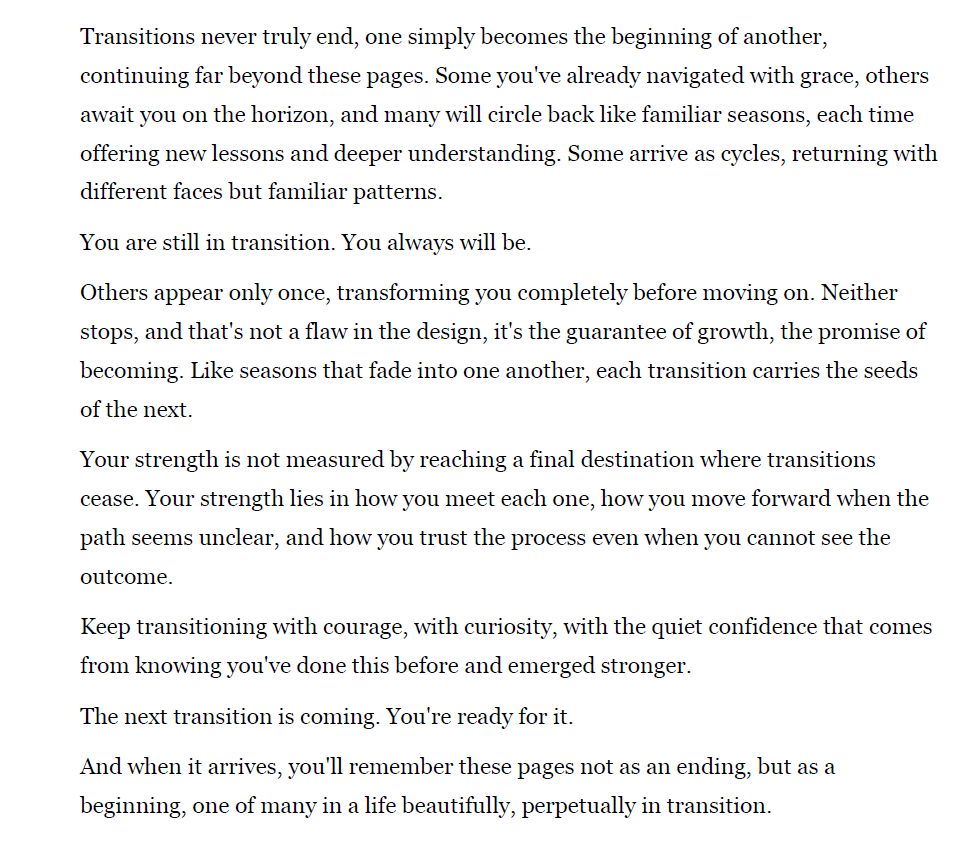 Transitions never truly end, one simply becomes the beginning of another,
continuing far beyond these pages. Some you've already navigated with grace, others
await you on the horizon, and many will circle back like familiar seasons, each time
offering new lessons and deeper understanding. Some arrive as cycles, returning with
different faces but familiar patterns.
You are still in transition. You always will be.
Others appear only once, transforming you completely before moving on. Neither
stops, and that's not a flaw in the design, it's the guarantee of growth, the promise of
becoming. Like seasons that fade into one another, each transition carries the seeds
of the next.
Your strength is not measured by reaching a final destination where transitions
cease. Your strength lies in how you meet each one, how you move forward when the
path seems unclear, and how you trust the process even when you cannot see the
outcome.
Keep transitioning with courage, with curiosity, with the quiet confidence that comes
from knowing you've done this before and emerged stronger.
The next transition is coming. You're ready for it.
And when it arrives, you'll remember these pages not as an ending, but as a
beginning, one of many in a life beautifully, perpetually in transition.